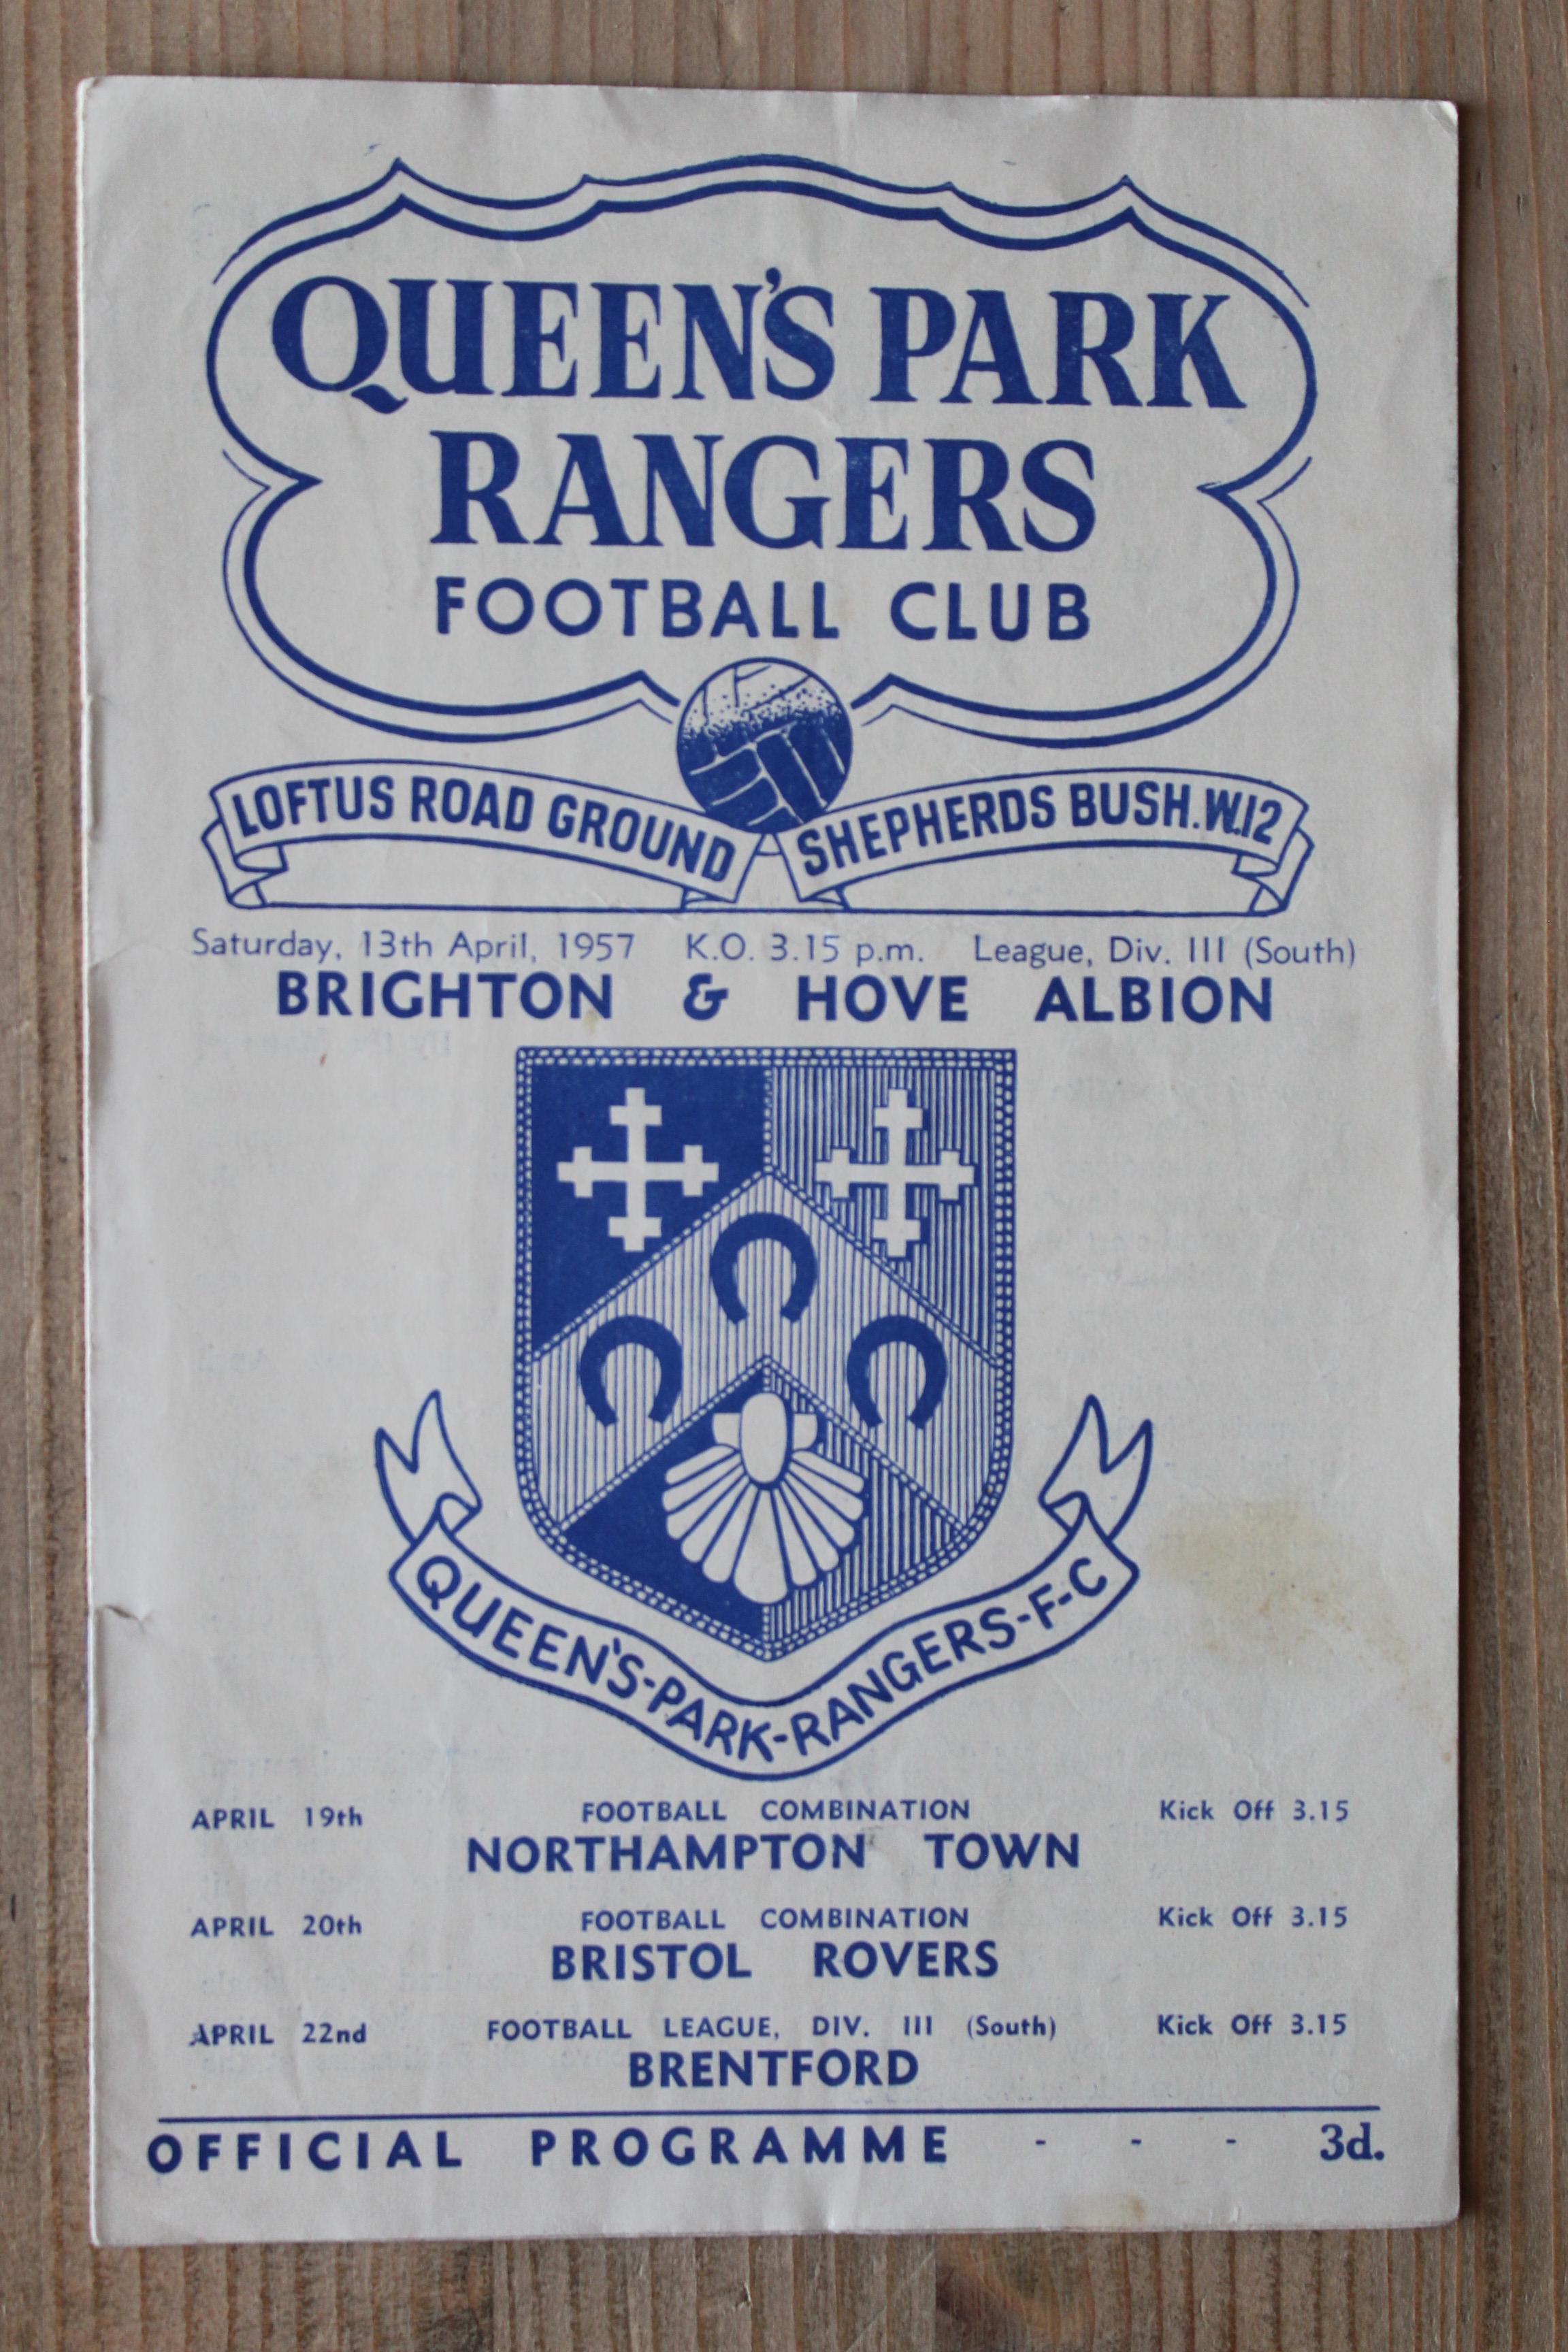 QUEEN'S PARK
RANGERS
FOOTBALL CLUB
LOFTUS ROAD GROUND SHEPHERDS BUSH. W.12
Saturday, 13th April, 1957 K.O. 3.15 p.m. League, Div. III (South)
BRIGHTON & HOVE ALBION
QUEEN'S-PARK-RANGERS-F-C
APRIL 19th FOOTBALL COMBINATION Kick Off 3.15
NORTHAMPTON TOWN
APRIL 20th FOOTBALL COMBINATION Kick Off 3.15
BRISTOL ROVERS
APRIL 22nd FOOTBALL LEAGUE, DIV. III (South) Kick Off 3.15
BRENTFORD
OFFICIAL PROGRAMME - - - 3d.